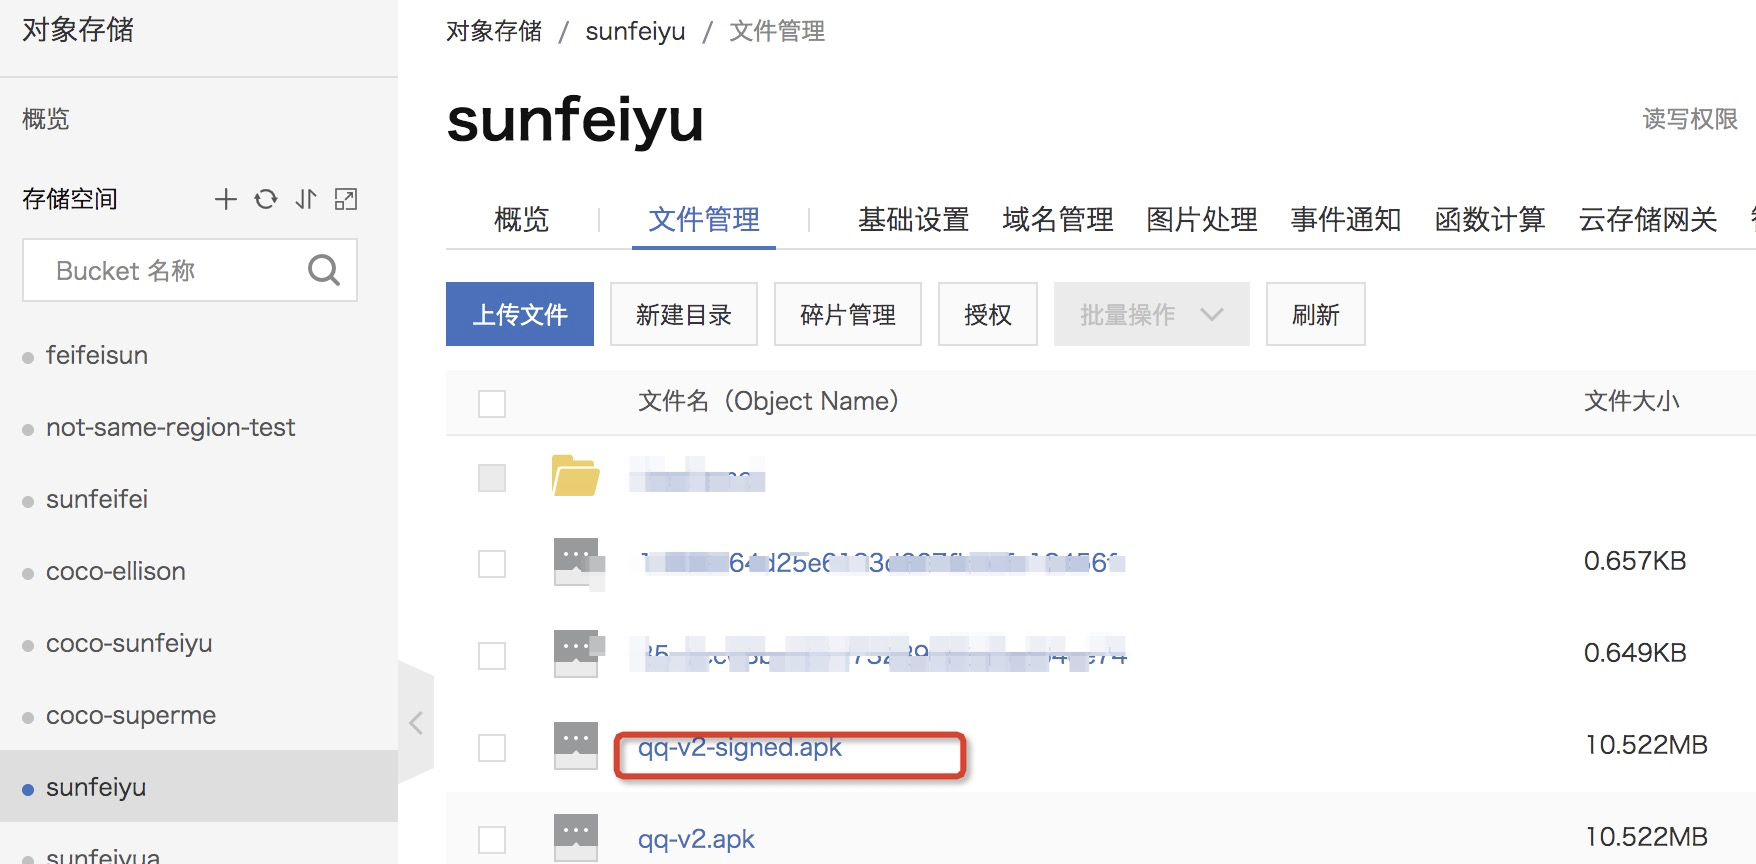 对象存储
概览
存储空间
Bucket 名称
feifeisun
not-same-region-test
sunfeifei
coco-ellison
coco-sunfeiyu
coco-superme
sunfeiyu
sunfeiyua
对象存储 / sunfeiyu / 文件管理
sunfeiyu
读写权限
概览 文件管理 基础设置 域名管理 图片处理 事件通知 函数计算 云存储网关
上传文件 新建目录 碎片管理 授权 批量操作 刷新
文件名（Object Name） 文件大小
0.657KB
0.649KB
qq-v2-signed.apk 10.522MB
qq-v2.apk 10.522MB